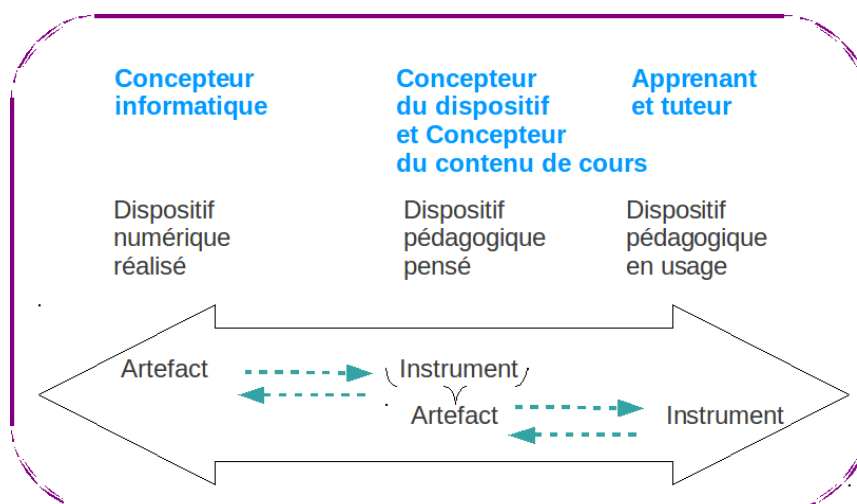 Concepteur
informatique
Concepteur
du dispositif
et Concepteur
du contenu de cours
Apprenant
et tuteur
Dispositif
numérique
réalisé
Dispositif
pédagogique
pensé
Dispositif
pédagogique
en usage
Artefact
Instrument
Artefact
Instrument